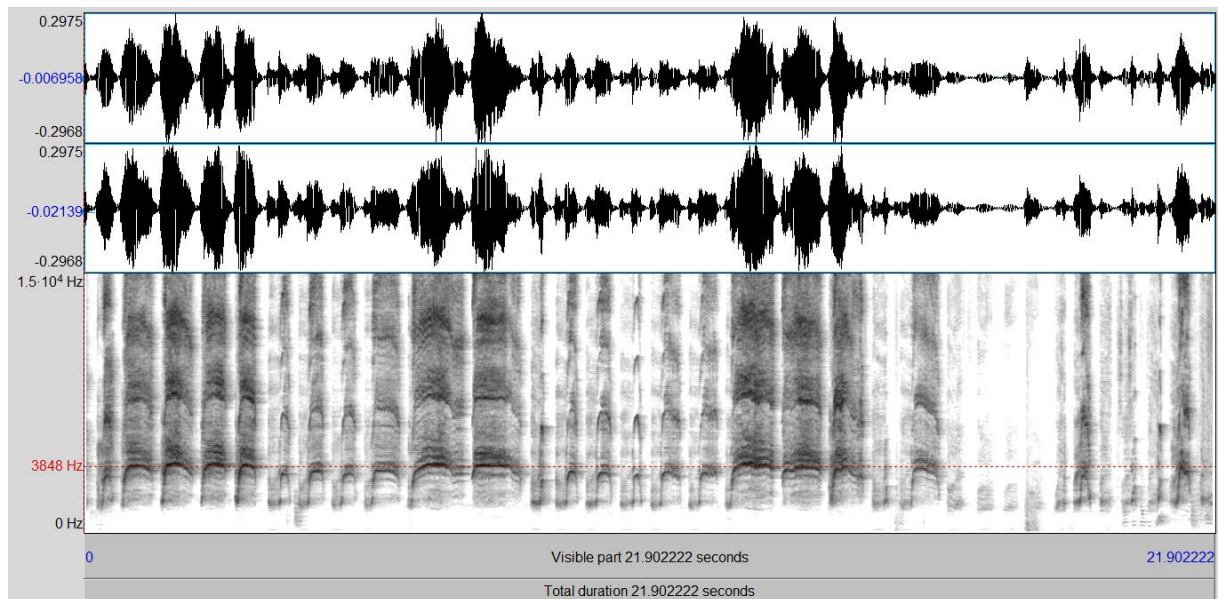 0.2975
-0.006958
-0.2968
0.2975
-0.02139
-0.2968
1.5·10⁴ Hz
3848 Hz
0 Hz
0 Visible part 21.902222 seconds 21.902222
Total duration 21.902222 seconds